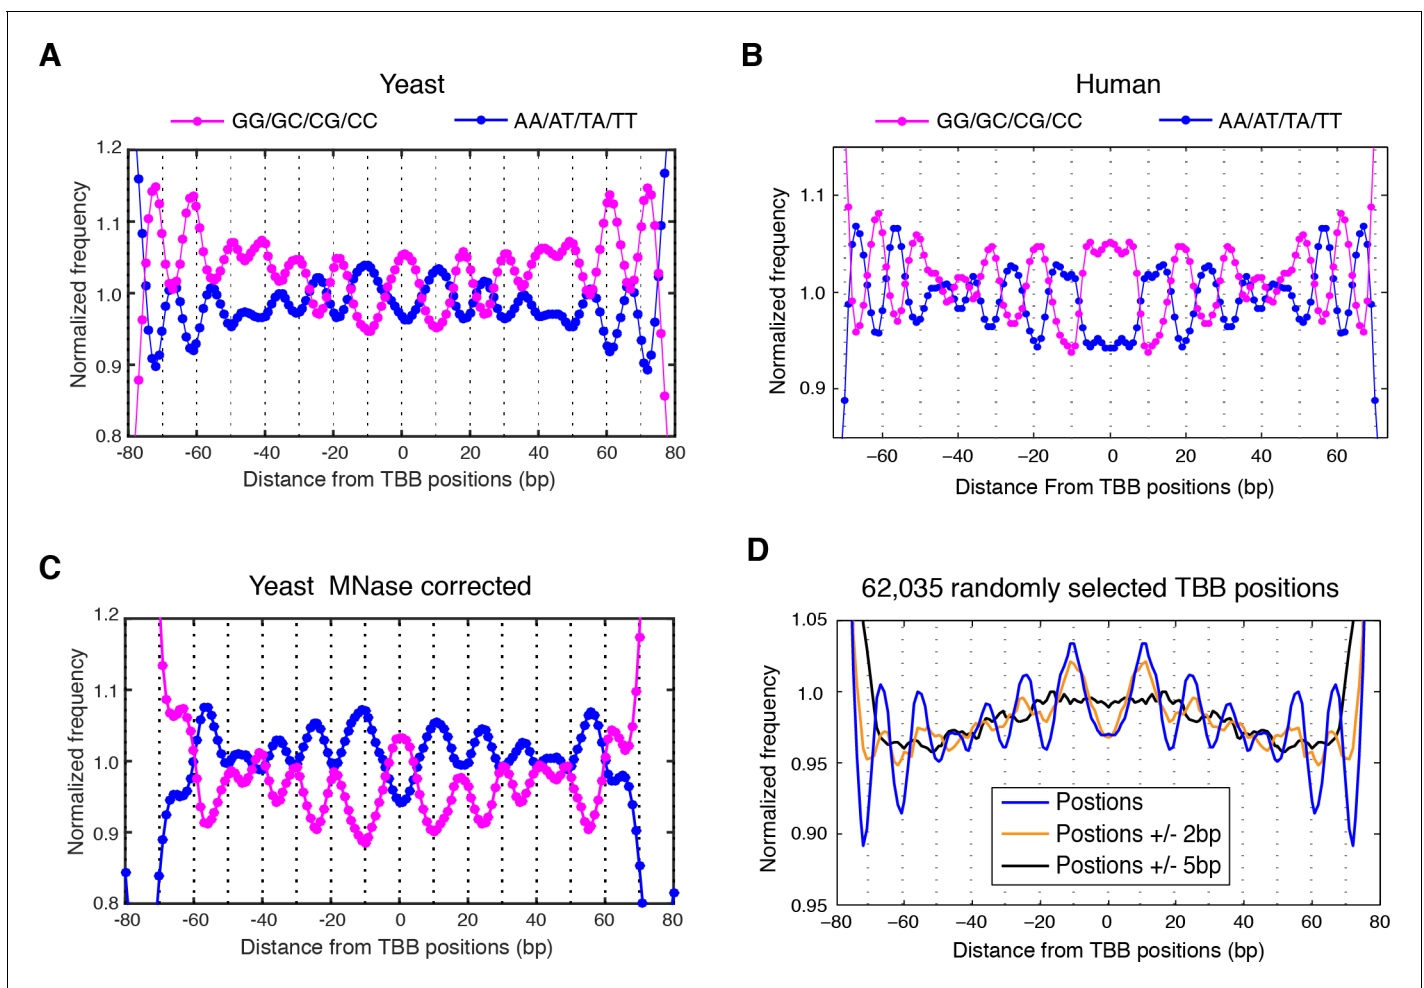 A
Yeast
GG/GC/CG/CC AA/AT/TA/TT
Normalized frequency
1.2
1.1
1.0
0.9
0.8
-80 -60 -40 -20 0 20 40 60 80
Distance from TBB positions (bp)
B
Human
GG/GC/CG/CC AA/AT/TA/TT
Normalized frequency
1.1
1.0
0.9
−60 −40 −20 0 20 40 60
Distance From TBB positions (bp)
C
Yeast MNase corrected
Normalized frequency
1.2
1.1
1.0
0.9
0.8
-80 -60 -40 -20 0 20 40 60 80
Distance from TBB positions (bp)
D
62,035 randomly selected TBB positions
Normalized frequency
1.05
1.0
0.95
0.90
0.95
−80 −60 −40 −20 0 20 40 60 80
Postions
Postions +/- 2bp
Postions +/- 5bp
Distance from TBB positions (bp)